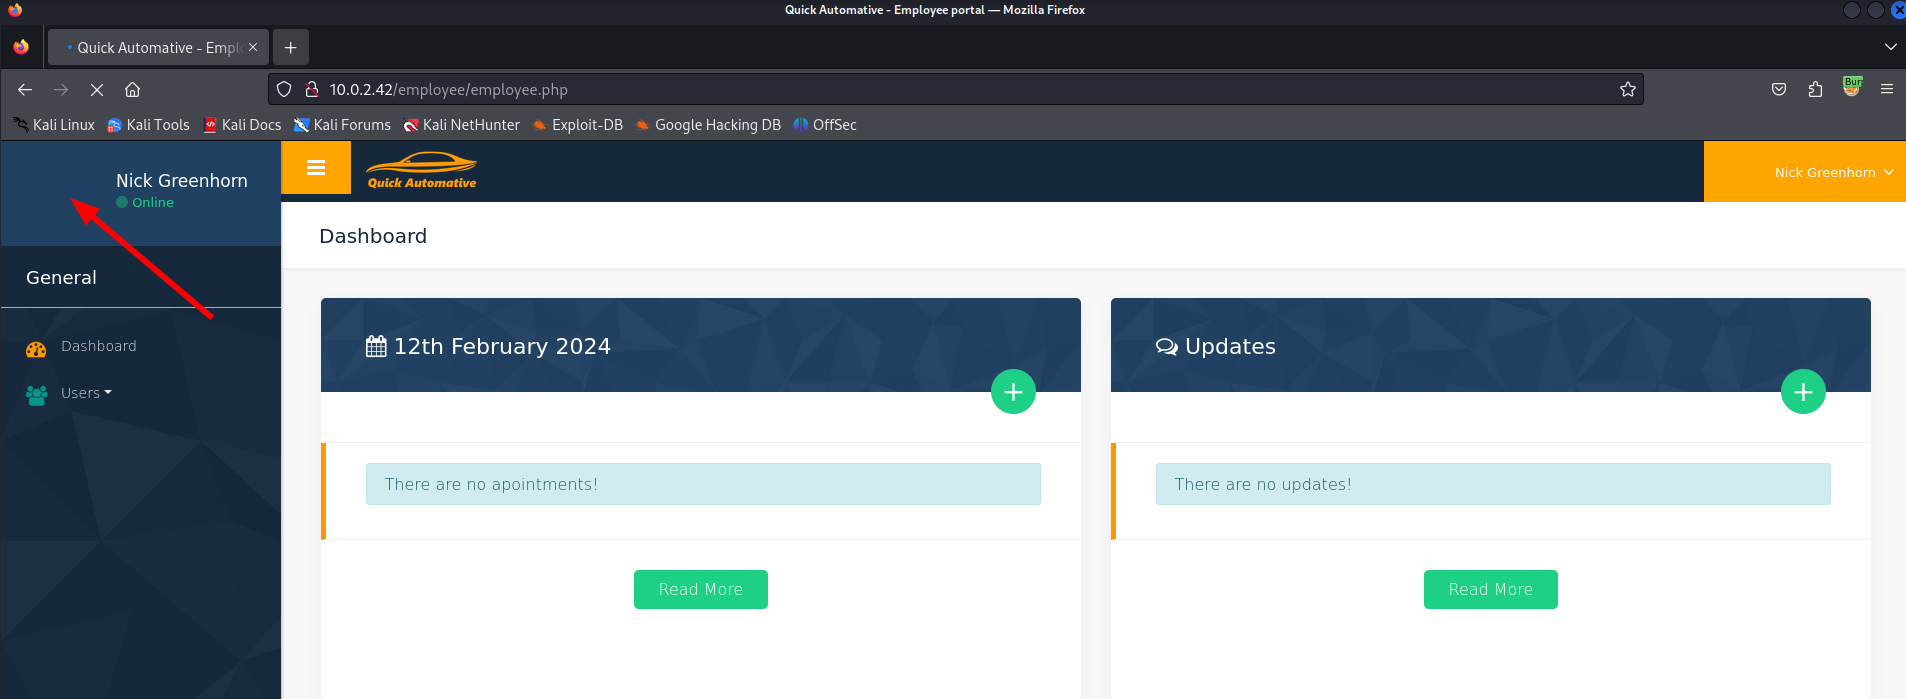 Quick Automative - Employee portal — Mozilla Firefox
Quick Automative - Empl
10.0.2.42/employee/employee.php
Kali Linux Kali Tools Kali Docs Kali Forums Kali NetHunter Exploit-DB Google Hacking DB OffSec
Nick Greenhorn
Online
Quick Automative
Nick Greenhorn
Dashboard
General
Dashboard
Users
12th February 2024
There are no apointments!
Read More
Updates
There are no updates!
Read More